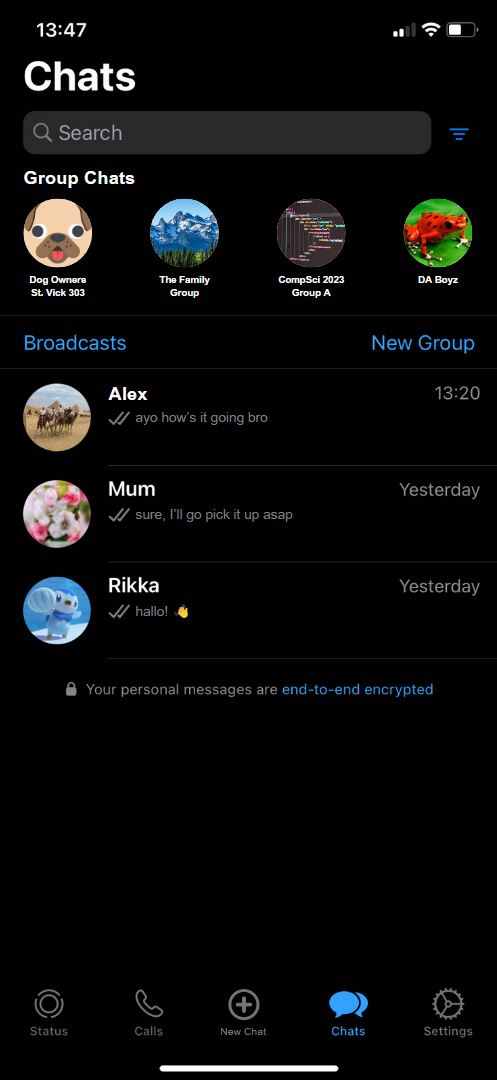 13:47
Chats
Search
Group Chats
Dog Owners
St. Vick 303
The Family
Group
CompSci 2023
Group A
DA Boyz
Broadcasts
New Group
Alex
13:20
ayo how's it going bro
Mum
Yesterday
sure, I'll go pick it up asap
Rikka
Yesterday
hallo! 👋
Your personal messages are end-to-end encrypted
Status
Calls
New Chat
Chats
Settings